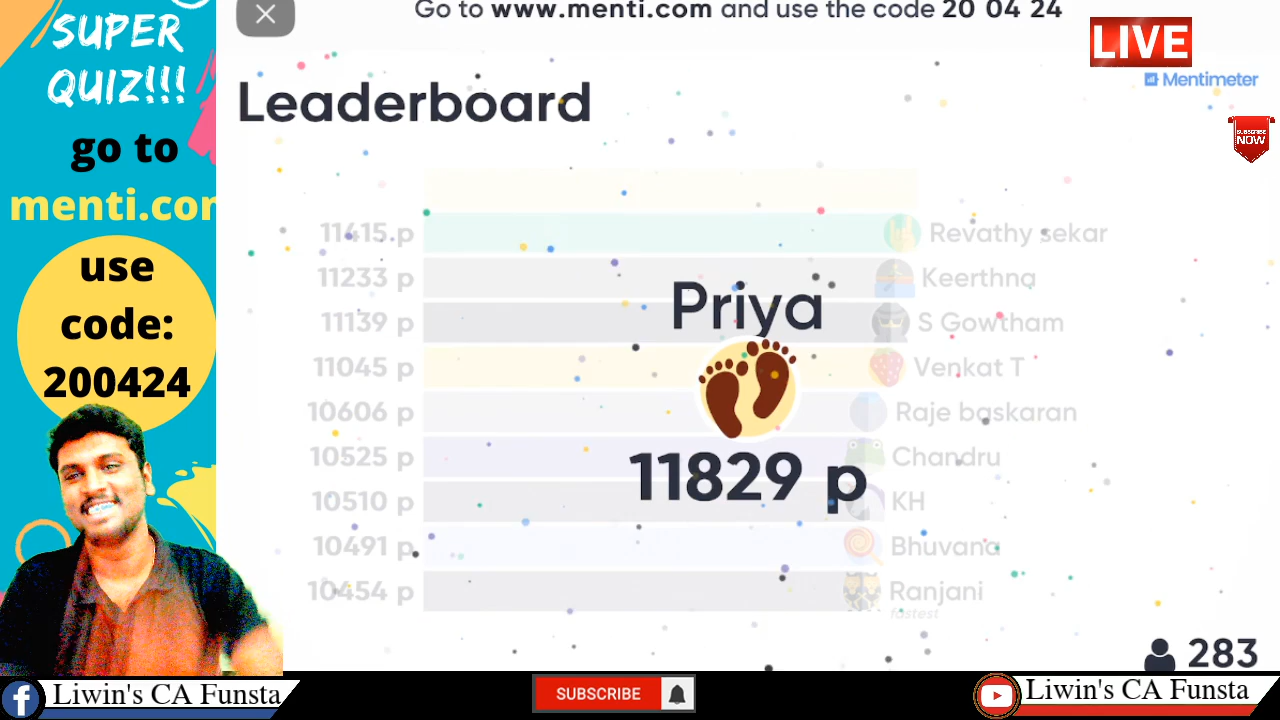 SUPER
QUIZ!!!
go to
menti.com
use
code:
200424
Go to www.menti.com and use the code 20 04 24
LIVE
Mentimeter
SUBSCRIBE
NOW
Leaderboard
11415 p Revathy sekar
11233 p Keerthna
11139 p S Gowtham
11045 p Venkat T
10606 p Raje baskaran
10525 p Chandru
10510 p KH
10491 p Bhuvana
10454 p Ranjani
fastest
Priya
11829 p
283
Liwin's CA Funsta
SUBSCRIBE
Liwin's CA Funsta